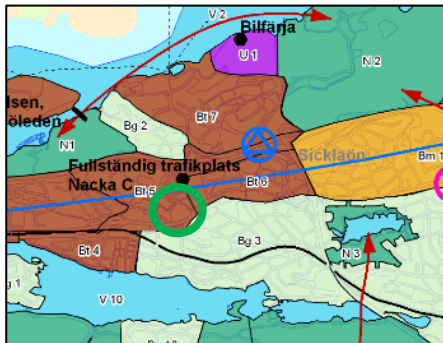 V 2
Bilfärja
U 1
N 2
lsen,
öleden
Bt 7
Bg 2
N1
Sicklaön
Bm 1
Fullständig trafikplats
Nacka C
Bt 5
Bt 6
Bt 4
Bg 3
N 3
g 1
V 10